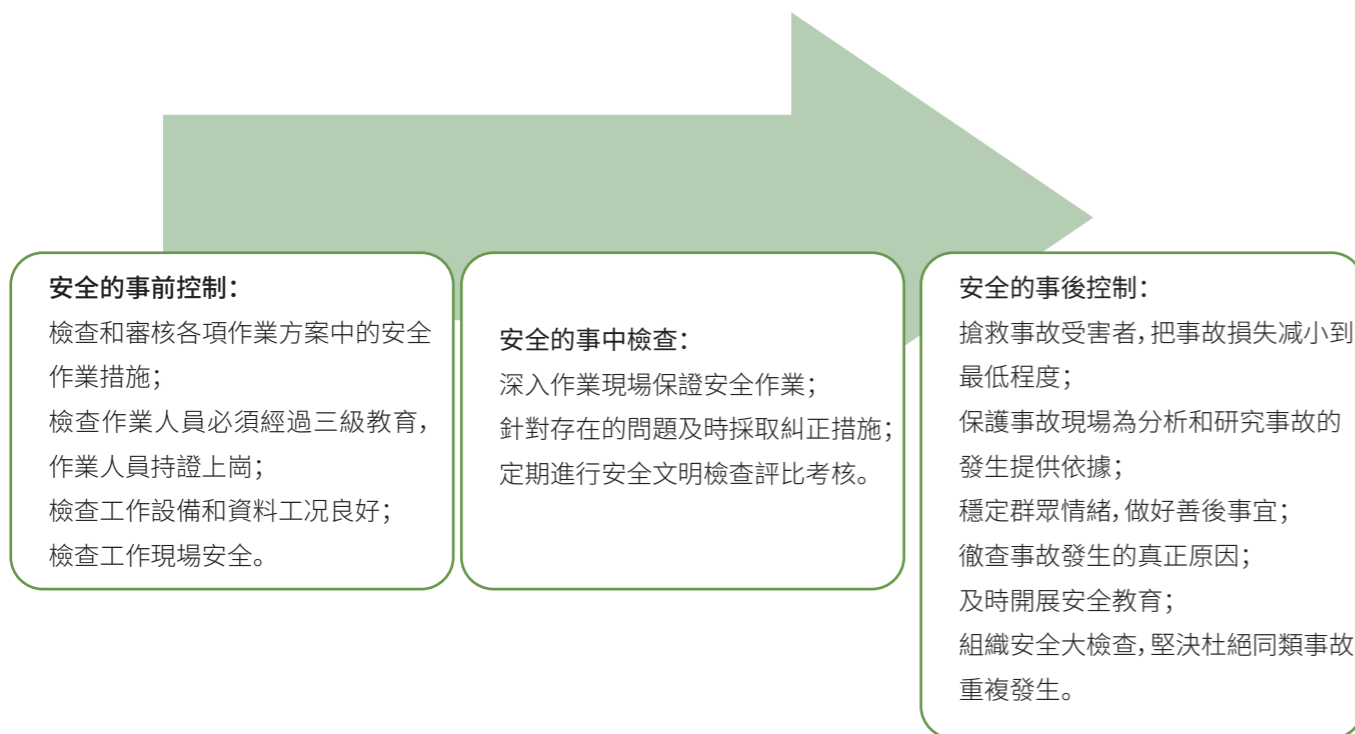 安全的事前控制：
檢查和審核各項作業方案中的安全
作業措施；
檢查作業人員必須經過三級教育，
作業人員持證上崗；
檢查工作設備和資料工况良好；
檢查工作現場安全。
安全的事中檢查：
深入作業現場保證安全作業；
針對存在的問題及時採取糾正措施；
定期進行安全文明檢查評比考核。
安全的事後控制：
搶救事故受害者，把事故損失減小到
最低程度；
保護事故現場為分析和研究事故的
發生提供依據；
穩定群眾情緒，做好善後事宜；
徹查事故發生的真正原因；
及時開展安全教育；
組織安全大檢查，堅決杜絕同類事故
重複發生。